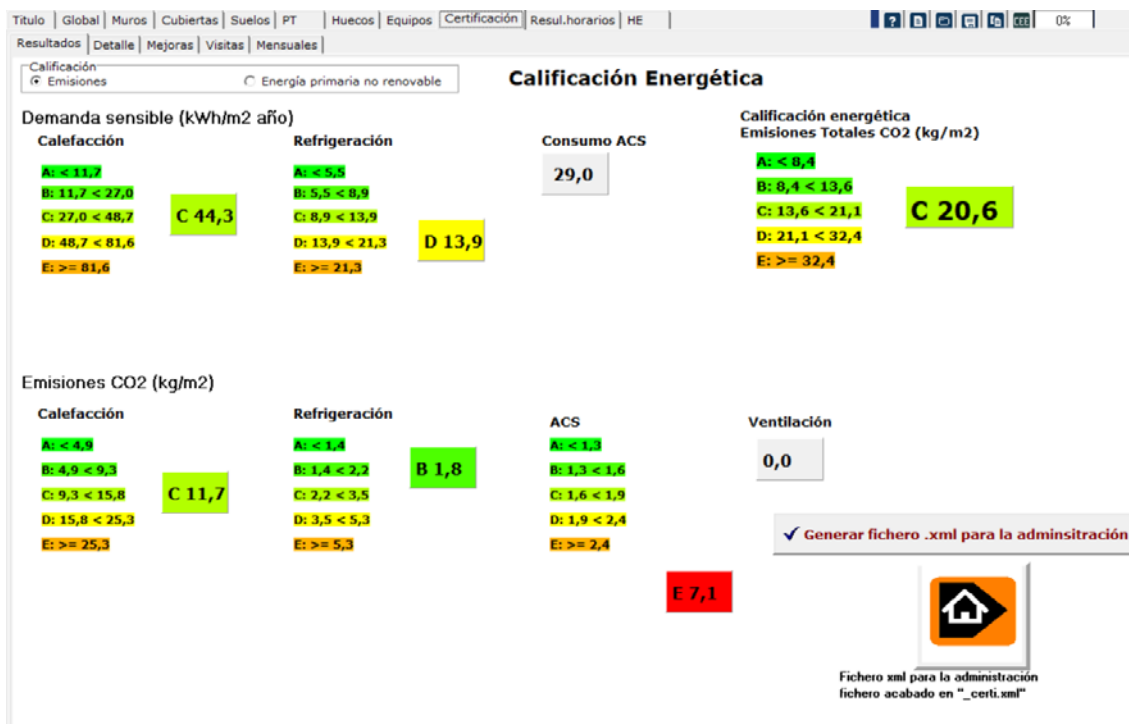 Titulo Global Muros Cubiertas Suelos PT Huecos Equipos Certificación Resul.horarios HE ? CEE 0%
Resultados Detalle Mejoras Visitas Mensuales
Calificación
Emisiones Energía primaria no renovable
Calificación Energética
Demanda sensible (kWh/m2 año)
Calefacción
A: < 11,7
B: 11,7 < 27,0
C: 27,0 < 48,7
D: 48,7 < 81,6
E: >= 81,6
C 44,3
Refrigeración
A: < 5,5
B: 5,5 < 8,9
C: 8,9 < 13,9
D: 13,9 < 21,3
E: >= 21,3
D 13,9
Consumo ACS
29,0
Calificación energética
Emisiones Totales CO2 (kg/m2)
A: < 8,4
B: 8,4 < 13,6
C: 13,6 < 21,1
D: 21,1 < 32,4
E: >= 32,4
C 20,6
Emisiones CO2 (kg/m2)
Calefacción
A: < 4,9
B: 4,9 < 9,3
C: 9,3 < 15,8
D: 15,8 < 25,3
E: >= 25,3
C 11,7
Refrigeración
A: < 1,4
B: 1,4 < 2,2
C: 2,2 < 3,5
D: 3,5 < 5,3
E: >= 5,3
B 1,8
ACS
A: < 1,3
B: 1,3 < 1,6
C: 1,6 < 1,9
D: 1,9 < 2,4
E: >= 2,4
E 7,1
Ventilación
0,0
Generar fichero .xml para la adminsitración
Fichero xml para la administración
fichero acabado en "_certi.xml"